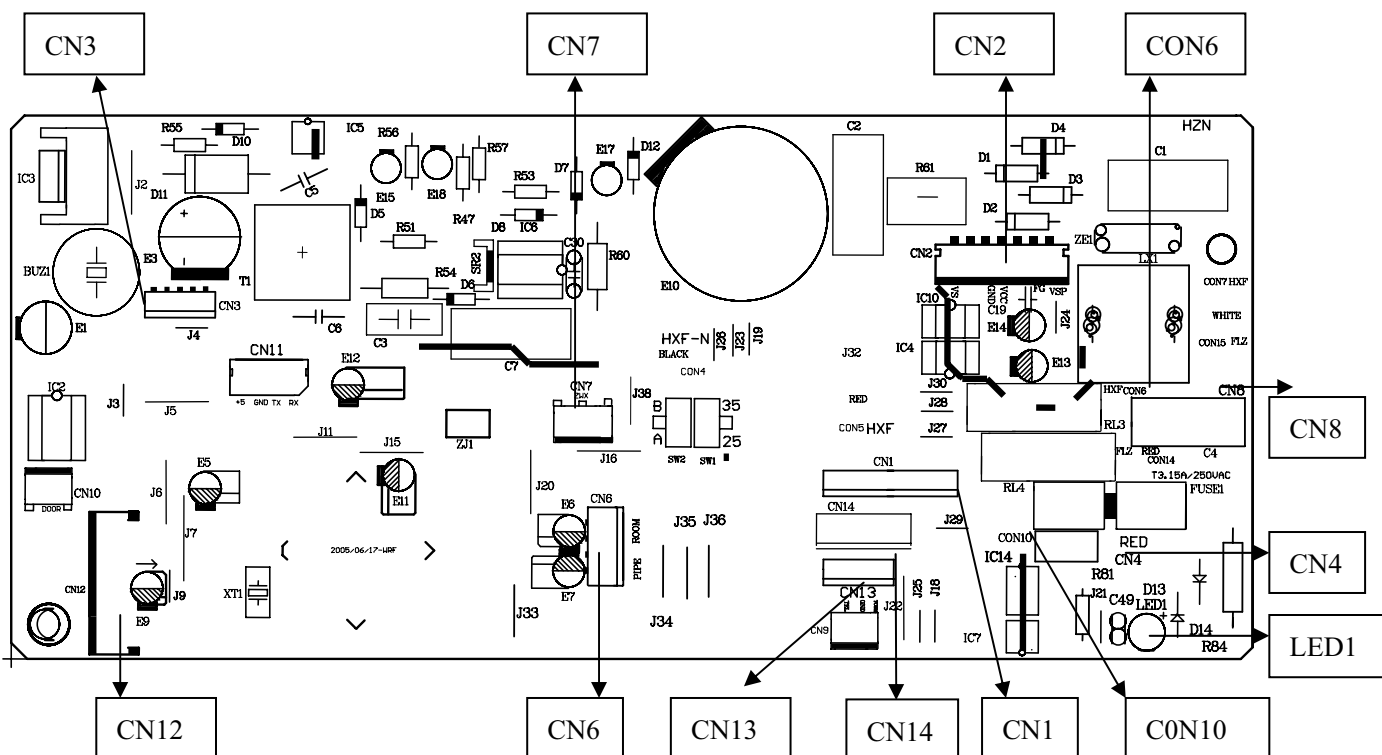 CN3
CN7
CN2
CON6
HZN
R55
D10
IC5
R56
R57
C2
D4
C1
IC3
J2
D11
C5
E15
E18
D7
E17
D12
R53
R61
D1
D3
D5
R47
D8
IC6
D2
BUZ1
E3
T1
R51
SR2
C30
R60
E10
CN2
ZE1
LX1
R54
D6
CN7 HXF
CN3
C6
C3
C7
E1
J4
VS
VCC
GND
C19
FG
VSP
IC10
E14
J24
WHITE
CON15 FLZ
HXF-N
BLACK
J26
J23
J19
CON4
J32
IC4
E13
CN11
+5 GND TX RX
E12
IC2
J3
J5
CN7
ZWX
J38
J30
J28
J27
RED
CON5 HXF
HXF CON6
RL3
CN8
CN8
B
A
35
25
SW2
SW1
ZJ1
J11
J15
J16
FLZ RED
CON14
C4
T3.15A/250VAC
FUSE1
RL4
CN1
CN10
DOOR
J6
E5
E11
J7
J20
E6
CN6
ROOM
PIPE
J35
J36
CN14
J29
CON10
RED
CN4
CN4
2005/06/17-WRF
CN12
E9
J9
XT1
E7
J33
J34
CN13
CN9
J22
J25
J18
IC14
IC7
R81
J21
C49
D13
LED1
+
D14
R84
LED1
CN12
CN6
CN13
CN14
CN1
C0N10